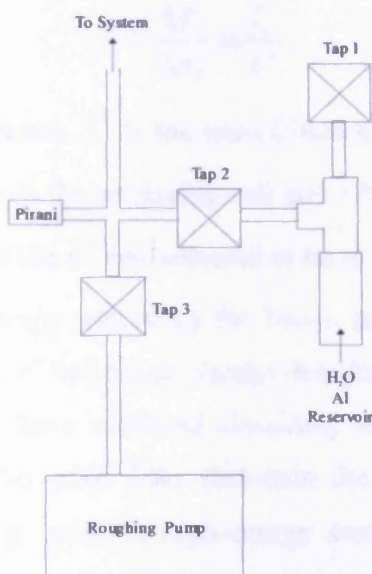 To System
Tap 1
Tap 2
Pirani
Tap 3
H₂O
Al
Reservoir
Roughing Pump